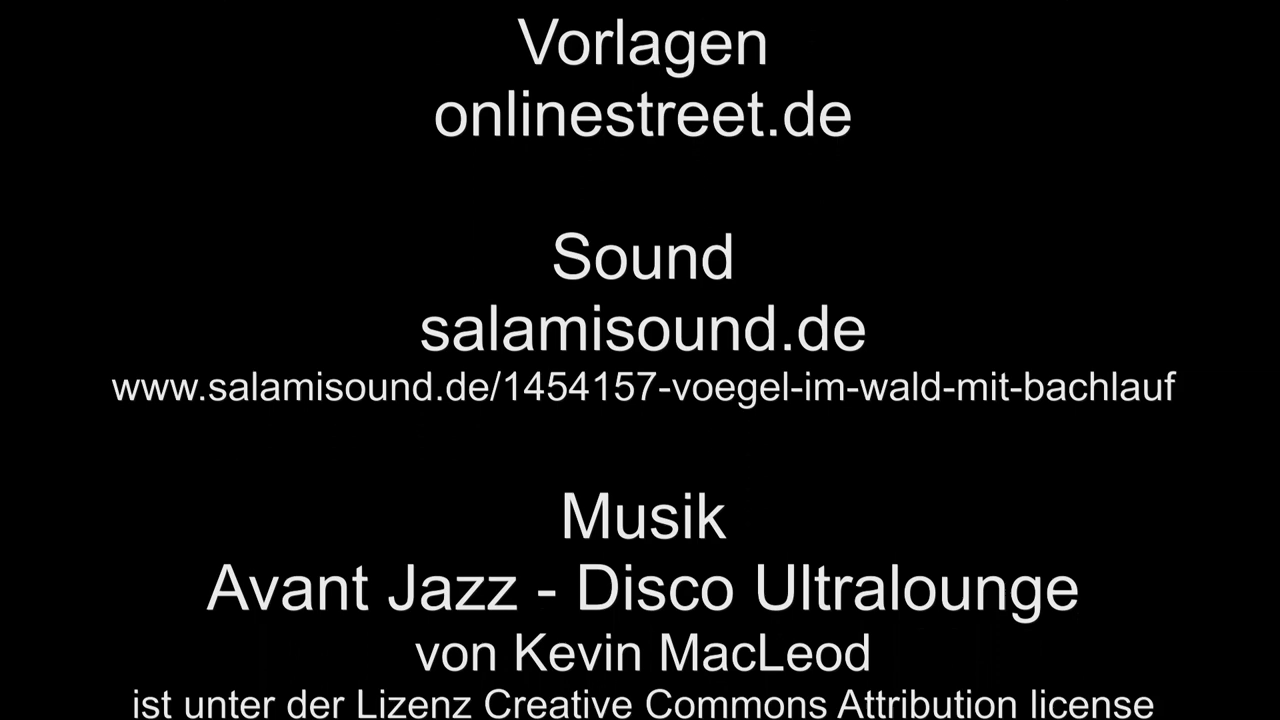 Vorlagen
onlinestreet.de
Sound
salamisound.de
www.salamisound.de/1454157-voegel-im-wald-mit-bachlauf
Musik
Avant Jazz - Disco Ultralounge
von Kevin MacLeod
ist unter der Lizenz Creative Commons Attribution license